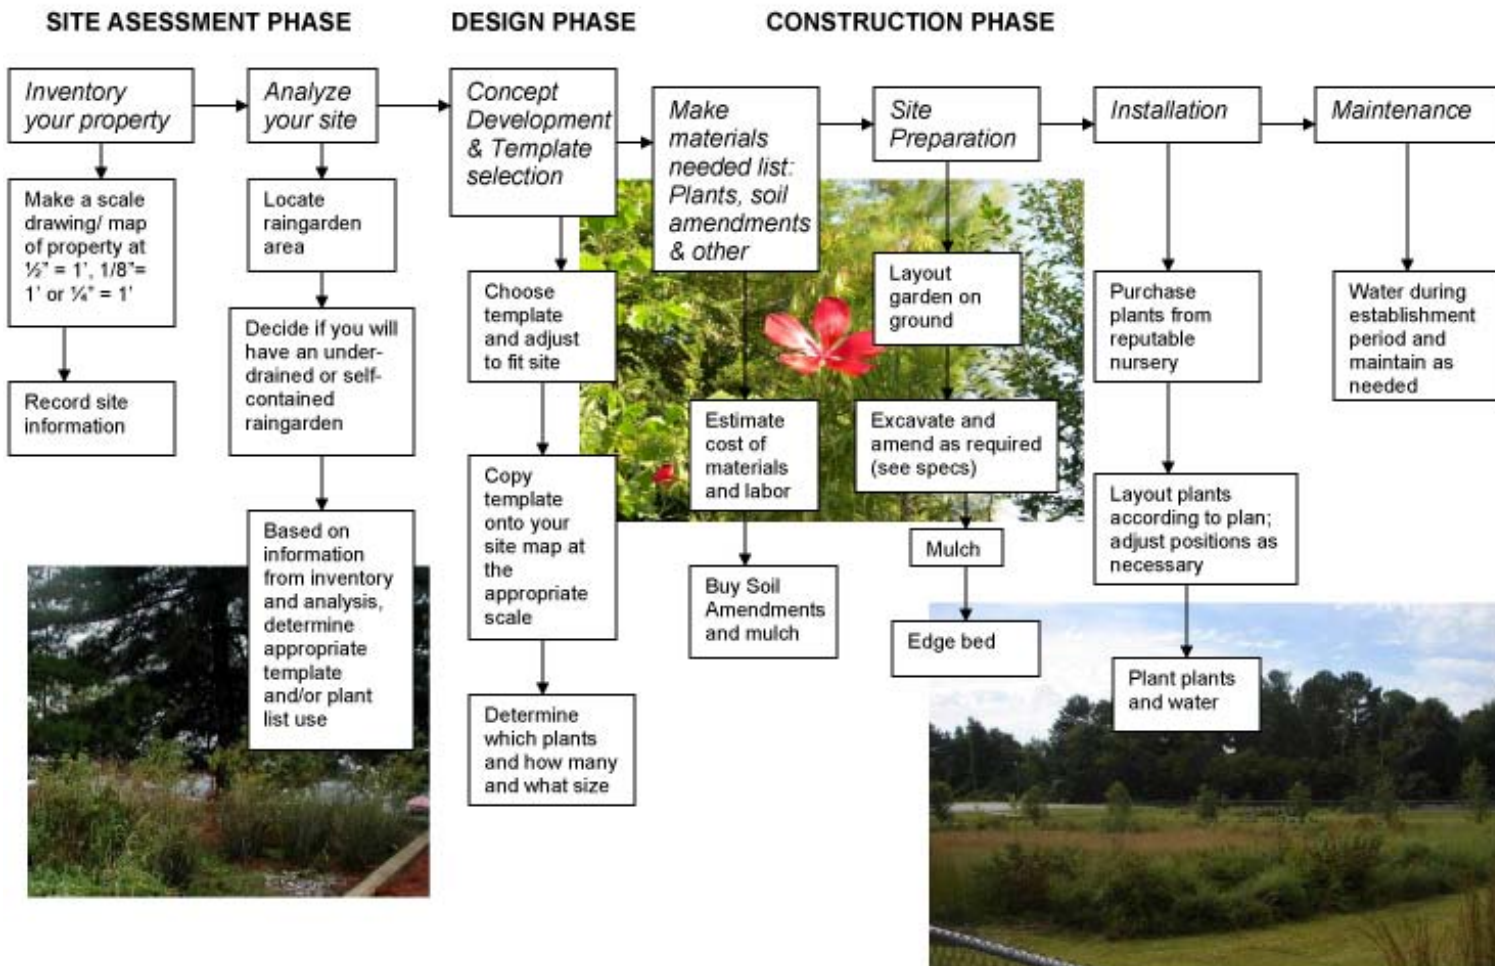 SITE ASESSMENT PHASE
DESIGN PHASE
CONSTRUCTION PHASE
Inventory
your property
Make a scale
drawing/ map
of property at
½” = 1’, 1/8”=
1’ or ¼” = 1’
Record site
information
Analyze
your site
Locate
raingarden
area
Decide if you will
have an under-
drained or self-
contained
raingarden
Based on
information
from inventory
and analysis,
determine
appropriate
template
and/or plant
list use
Concept
Development
& Template
selection
Choose
template
and adjust
to fit site
Copy
template
onto your
site map at
the
appropriate
scale
Determine
which plants
and how many
and what size
Make
materials
needed list:
Plants, soil
amendments
& other
Estimate
cost of
materials
and labor
Buy Soil
Amendments
and mulch
Site
Preparation
Layout
garden on
ground
Excavate and
amend as required
(see specs)
Mulch
Edge bed
Installation
Purchase
plants from
reputable
nursery
Layout plants
according to plan;
adjust positions as
necessary
Plant plants
and water
Maintenance
Water during
establishment
period and
maintain as
needed